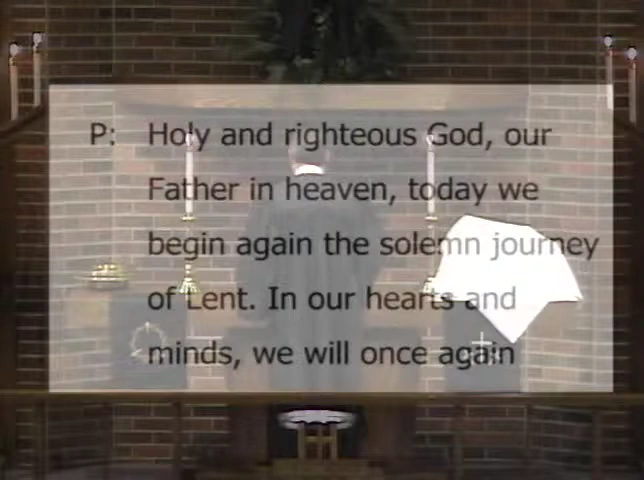 P: Holy and righteous God, our
Father in heaven, today we
begin again the solemn journey
of Lent. In our hearts and
minds, we will once again